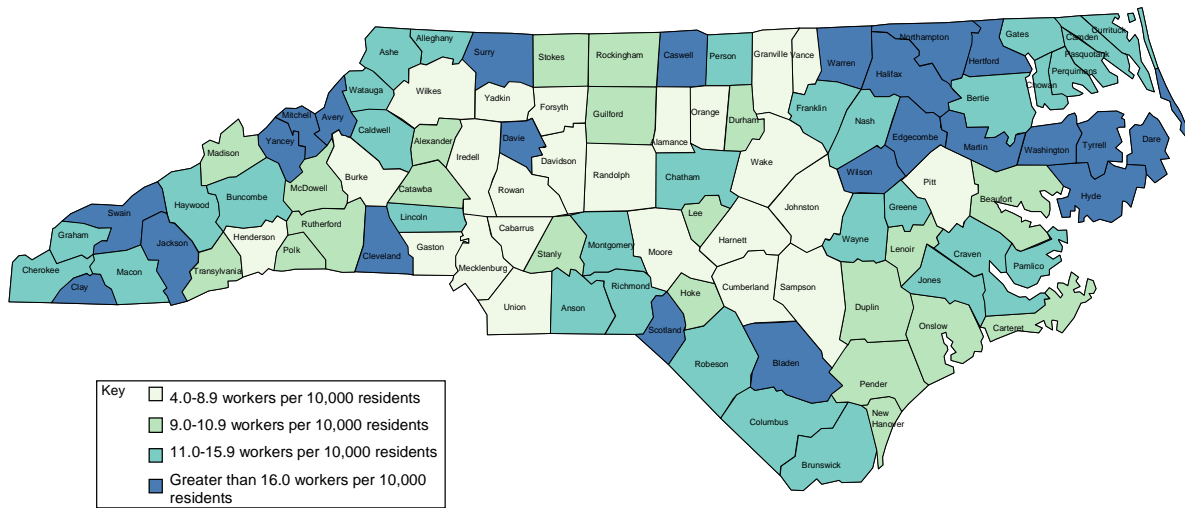 Ashe
Alleghany
Surry
Stokes
Rockingham
Caswell
Person
Granville
Vance
Warren
Northampton
Halifax
Hertford
Gates
Camden
Currituck
Pasquotank
Perquimans
Chowan
Bertie
Watauga
Wilkes
Yadkin
Forsyth
Guilford
Alamance
Orange
Durham
Franklin
Nash
Edgecombe
Martin
Washington
Tyrrell
Dare
Mitchell
Avery
Yancey
Caldwell
Alexander
Iredell
Davie
Davidson
Randolph
Chatham
Wake
Wilson
Pitt
Beaufort
Hyde
Madison
Buncombe
McDowell
Burke
Catawba
Rowan
Johnston
Greene
Swain
Haywood
Rutherford
Lincoln
Cabarrus
Lee
Wayne
Lenoir
Craven
Pamlico
Graham
Jackson
Henderson
Polk
Cleveland
Gaston
Stanly
Montgomery
Moore
Harnett
Cherokee
Macon
Transylvania
Mecklenburg
Clay
Union
Anson
Richmond
Hoke
Cumberland
Sampson
Duplin
Jones
Onslow
Carteret
Scotland
Robeson
Bladen
Pender
Columbus
New
Hanover
Brunswick
Key
4.0-8.9 workers per 10,000 residents
9.0-10.9 workers per 10,000 residents
11.0-15.9 workers per 10,000 residents
Greater than 16.0 workers per 10,000
residents